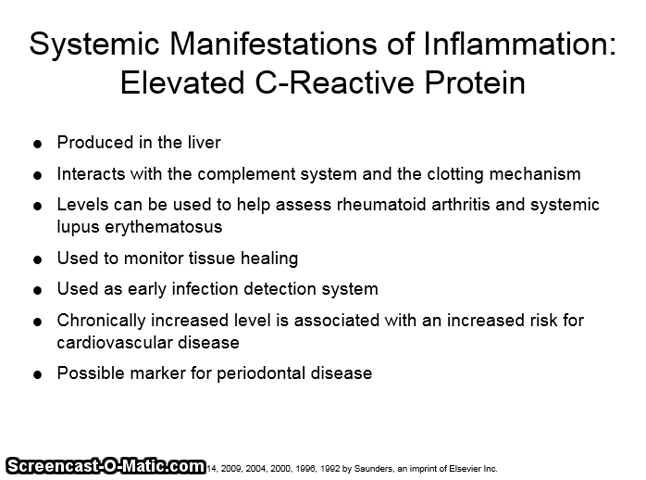 Systemic Manifestations of Inflammation:
Elevated C-Reactive Protein
● Produced in the liver
● Interacts with the complement system and the clotting mechanism
● Levels can be used to help assess rheumatoid arthritis and systemic
lupus erythematosus
● Used to monitor tissue healing
● Used as early infection detection system
● Chronically increased level is associated with an increased risk for
cardiovascular disease
● Possible marker for periodontal disease
Screencast-O-Matic.com 14, 2009, 2004, 2000, 1996, 1992 by Saunders, an imprint of Elsevier Inc.